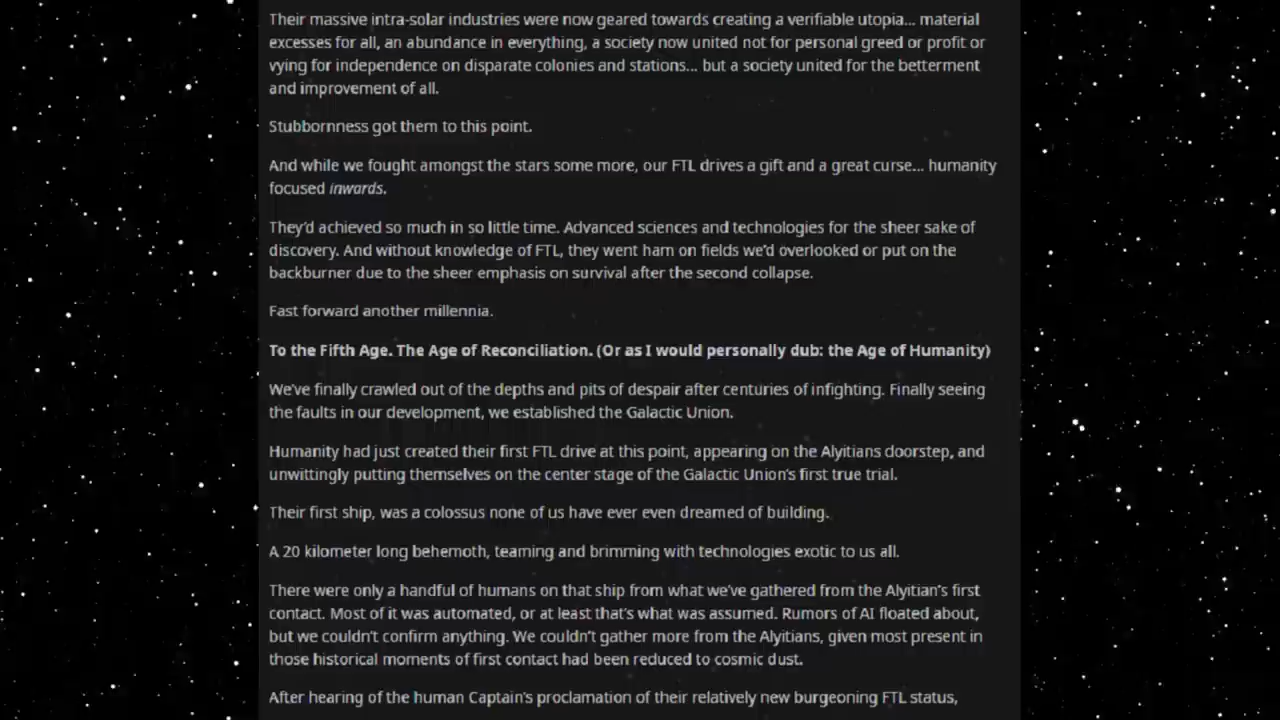 Their massive intra-solar industries were now geared towards creating a verifiable utopia... material
excesses for all, an abundance in everything, a society now united not for personal greed or profit or
vying for independence on disparate colonies and stations... but a society united for the betterment
and improvement of all.
Stubbornness got them to this point.
And while we fought amongst the stars some more, our FTL drives a gift and a great curse... humanity
focused inwards.
They'd achieved so much in so little time. Advanced sciences and technologies for the sheer sake of
discovery. And without knowledge of FTL, they went ham on fields we'd overlooked or put on the
backburner due to the sheer emphasis on survival after the second collapse.
Fast forward another millennia.
To the Fifth Age. The Age of Reconciliation. (Or as I would personally dub: the Age of Humanity)
We've finally crawled out of the depths and pits of despair after centuries of infighting. Finally seeing
the faults in our development, we established the Galactic Union.
Humanity had just created their first FTL drive at this point, appearing on the Alyitians doorstep, and
unwittingly putting themselves on the center stage of the Galactic Union's first true trial.
Their first ship, was a colossus none of us have ever even dreamed of building.
A 20 kilometer long behemoth, teaming and brimming with technologies exotic to us all.
There were only a handful of humans on that ship from what we've gathered from the Alyitian's first
contact. Most of it was automated, or at least that's what was assumed. Rumors of AI floated about,
but we couldn't confirm anything. We couldn't gather more from the Alyitians, given most present in
those historical moments of first contact had been reduced to cosmic dust.
After hearing of the human Captain's proclamation of their relatively new burgeoning FTL status,